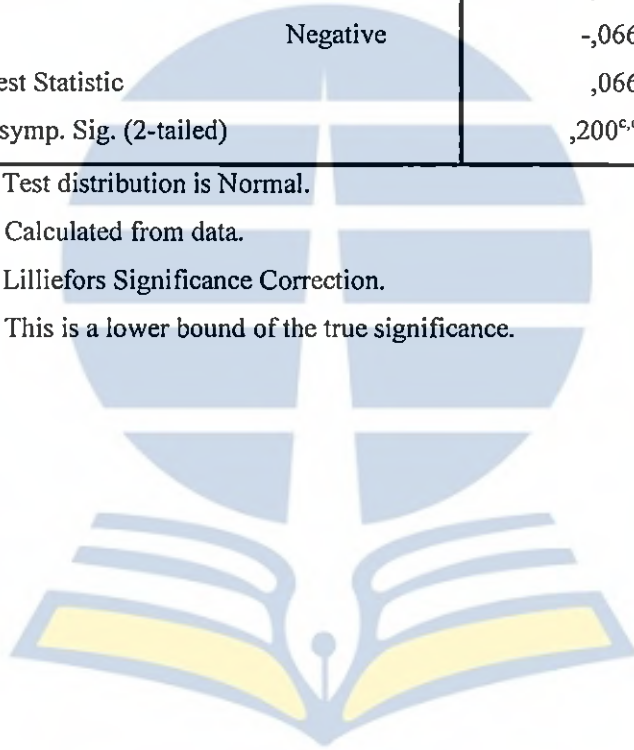 Negative -,066
est Statistic ,066
symp. Sig. (2-tailed) ,200c,
Test distribution is Normal.
Calculated from data.
Lilliefors Significance Correction.
This is a lower bound of the true significance.